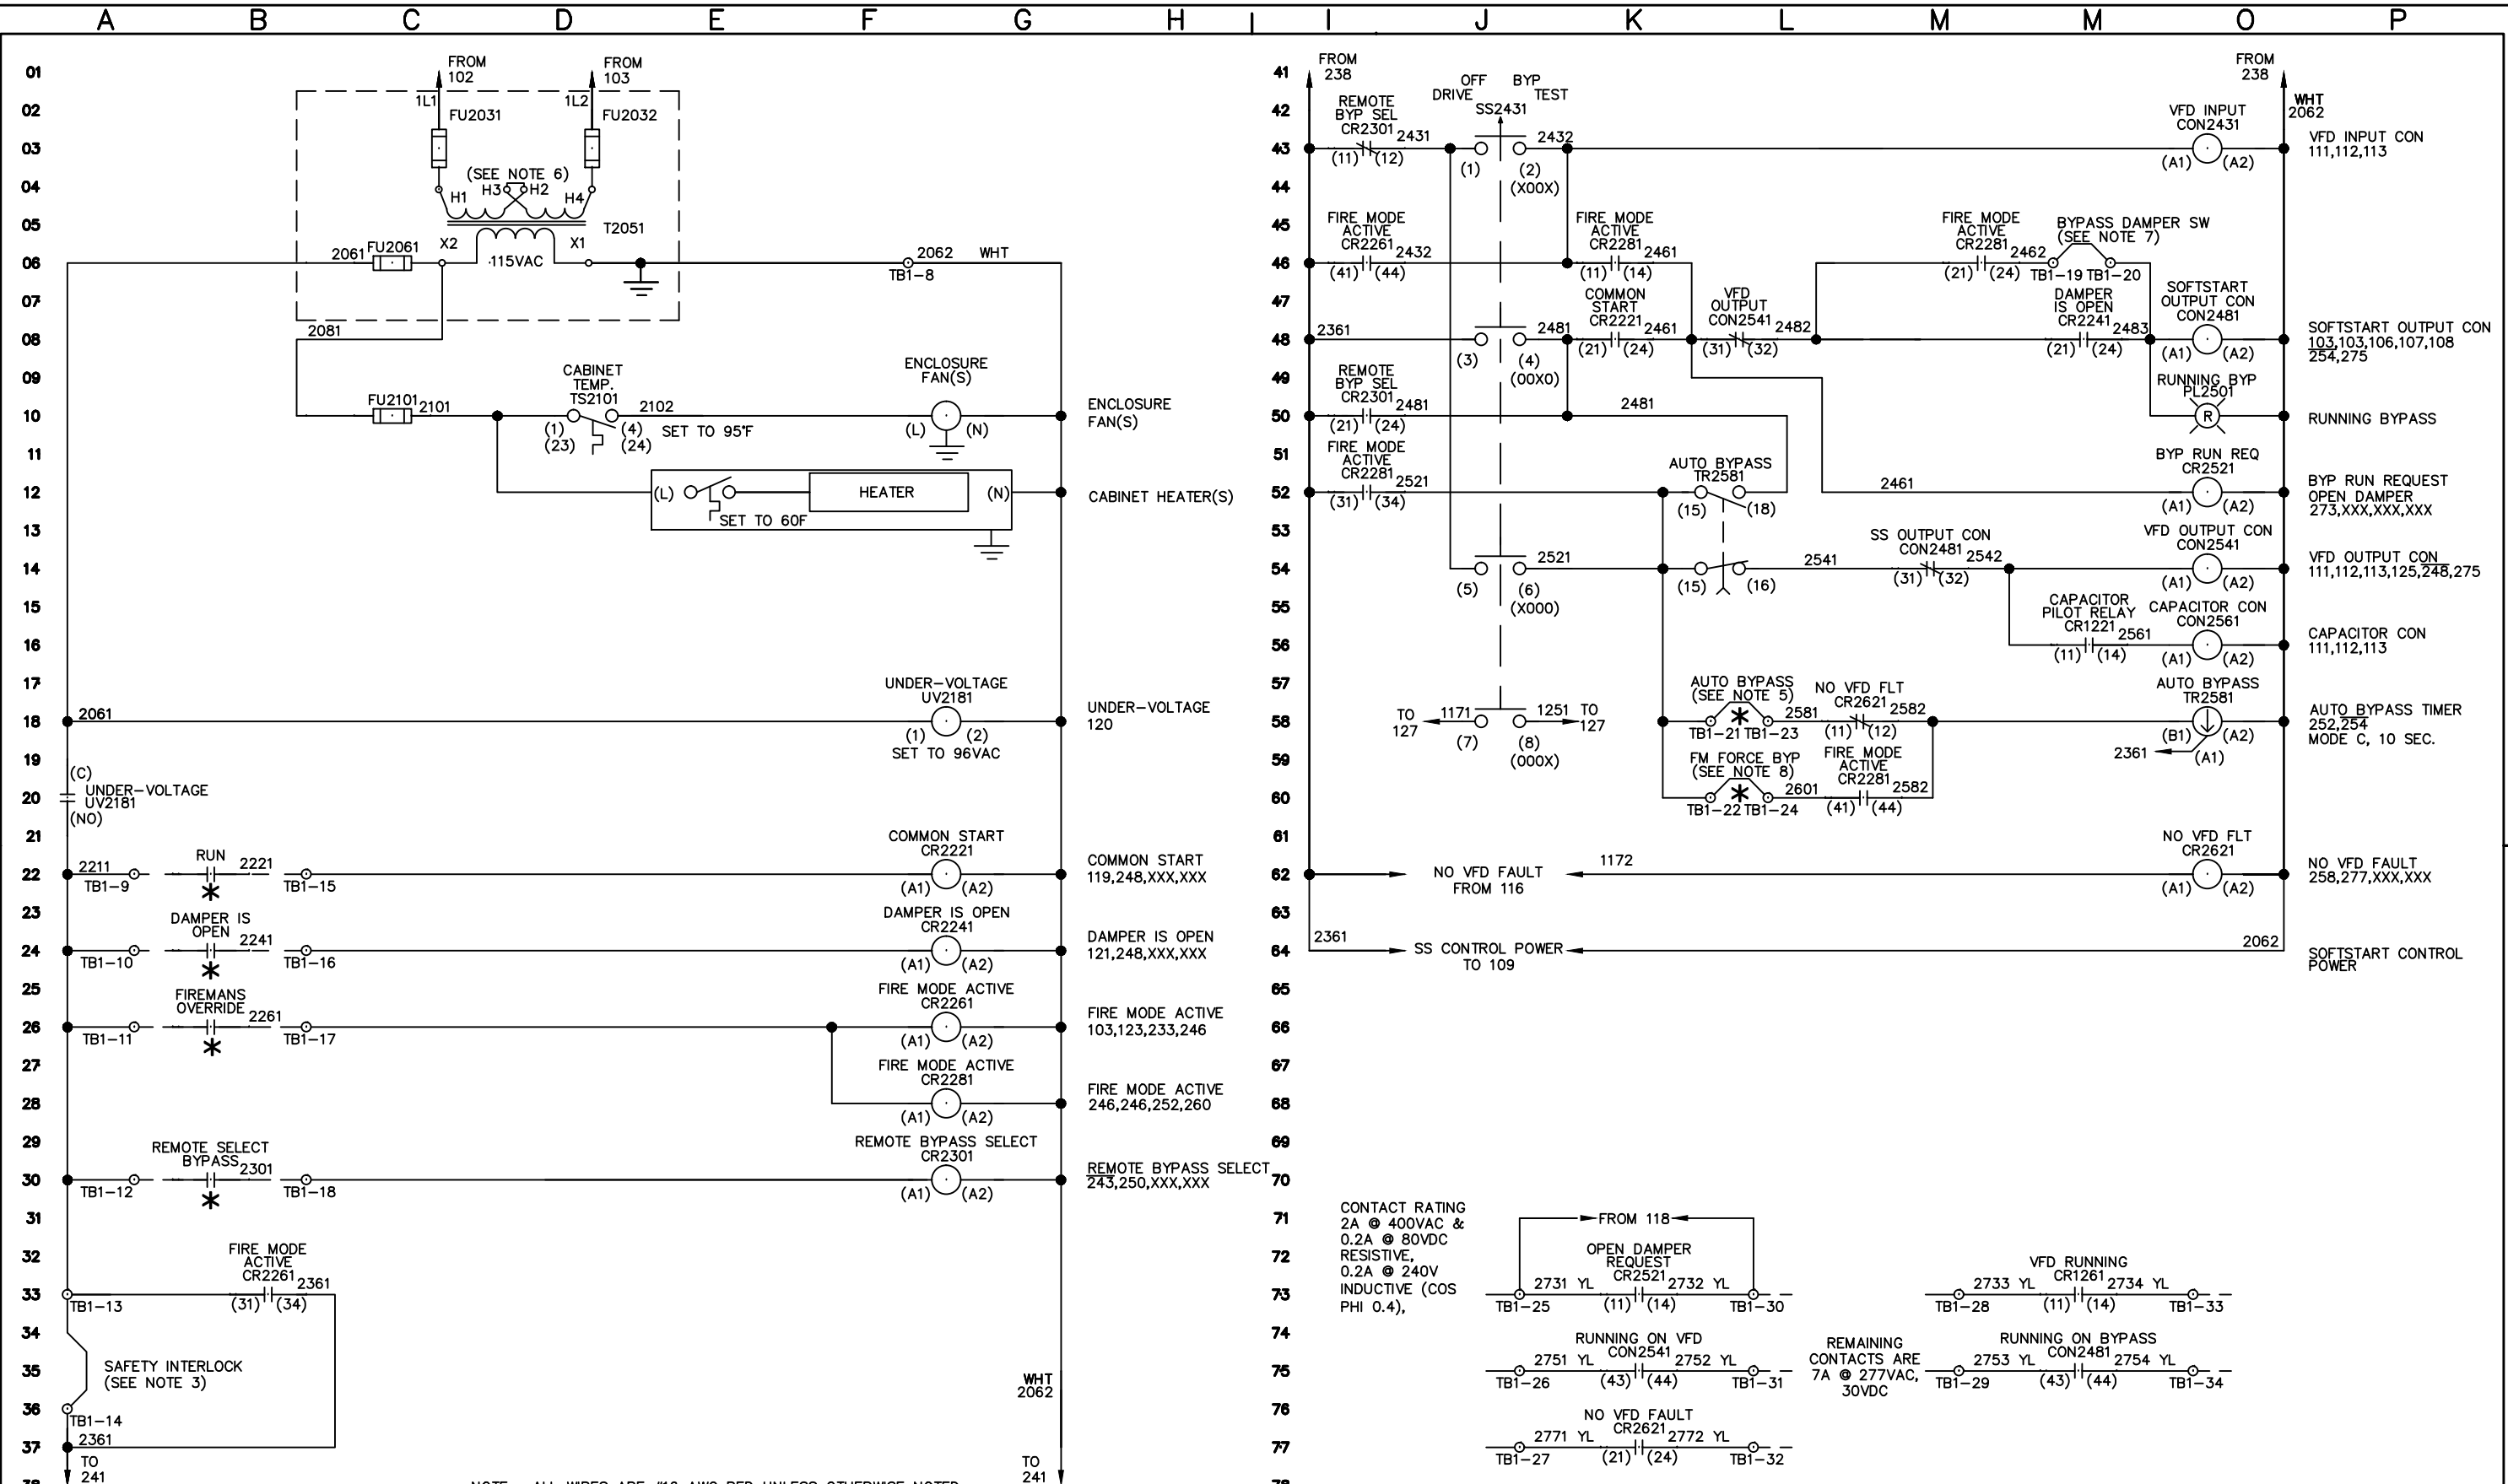 A B C D E F G H I J K L M M O P
01
FROM
102
FROM
103
1L1
1L2
02
FU2031
FU2032
03
04
(SEE NOTE 6)
H1 H3 H2 H4
05
T2051
06
2061 FU2061 X2 115VAC X1
2062 WHT
TB1-8
07
08
2081
09
CABINET
TEMP.
TS2101
ENCLOSURE
FAN(S)
10
FU2101 2101
2102
(1) (4)
(23) (24)
SET TO 95°F
(L) (N)
ENCLOSURE
FAN(S)
11
12
(L) HEATER (N)
SET TO 60F
CABINET HEATER(S)
13
14
15
16
17
UNDER-VOLTAGE
UV2181
18
2061
(1) (2)
SET TO 96VAC
UNDER-VOLTAGE
120
19
(C)
20
UNDER-VOLTAGE
UV2181
(NO)
21
COMMON START
CR2221
22
2211
TB1-9
RUN
2221
TB1-15
(A1) (A2)
COMMON START
119,248,XXX,XXX
23
DAMPER IS
OPEN
2241
DAMPER IS OPEN
CR2241
24
TB1-10
TB1-16
(A1) (A2)
DAMPER IS OPEN
121,248,XXX,XXX
25
FIREMANS
OVERRIDE
2261
FIRE MODE ACTIVE
CR2261
26
TB1-11
TB1-17
(A1) (A2)
FIRE MODE ACTIVE
103,123,233,246
27
FIRE MODE ACTIVE
CR2281
28
(A1) (A2)
FIRE MODE ACTIVE
246,246,252,260
29
REMOTE SELECT
BYPASS
2301
REMOTE BYPASS SELECT
CR2301
30
TB1-12
TB1-18
(A1) (A2)
REMOTE BYPASS SELECT
243,250,XXX,XXX
31
32
FIRE MODE
ACTIVE
CR2261
2361
33
TB1-13
(31) (34)
34
35
SAFETY INTERLOCK
(SEE NOTE 3)
WHT
2062
36
TB1-14
37
2361
TO
241
TO
241
41
FROM
238
OFF BYP
DRIVE TEST
SS2431
FROM
238
42
REMOTE
BYP SEL
CR2301
2431
2432
VFD INPUT
CON2431
WHT
2062
43
(11) (12)
(1) (2)
(X00X)
(A1) (A2)
VFD INPUT CON
111,112,113
44
45
FIRE MODE
ACTIVE
CR2261
2432
FIRE MODE
ACTIVE
CR2281
2461
FIRE MODE
ACTIVE
CR2281
2462
BYPASS DAMPER SW
(SEE NOTE 7)
46
(41) (44)
(11) (14)
(21) (24)
TB1-19 TB1-20
47
COMMON
START
CR2221
2461
VFD
OUTPUT
CON2541
2482
DAMPER
IS OPEN
CR2241
2483
SOFTSTART
OUTPUT CON
CON2481
48
2361
2481
(3) (4)
(00X0)
(21) (24)
(31) (32)
(21) (24)
(A1) (A2)
SOFTSTART OUTPUT CON
103,103,106,107,108
254,275
49
REMOTE
BYP SEL
CR2301
2481
RUNNING BYP
PL2501
50
(21) (24)
2481
R
RUNNING BYPASS
51
FIRE MODE
ACTIVE
CR2281
2521
AUTO BYPASS
TR2581
BYP RUN REQ
CR2521
52
(31) (34)
(15) (18)
2461
(A1) (A2)
BYP RUN REQUEST
OPEN DAMPER
273,XXX,XXX,XXX
53
SS OUTPUT CON
CON2481
2542
VFD OUTPUT CON
CON2541
54
2521
(5) (6)
(X000)
2541
(15) (16)
(31) (32)
(A1) (A2)
VFD OUTPUT CON
111,112,113,125,248,275
55
CAPACITOR
PILOT RELAY
CR1221
2561
CAPACITOR CON
CON2561
56
(11) (14)
(A1) (A2)
CAPACITOR CON
111,112,113
57
AUTO BYPASS
(SEE NOTE 5)
2581
NO VFD FLT
CR2621
2582
AUTO BYPASS
TR2581
58
TO
127
1171
1251
TO
127
(7) (8)
(000X)
TB1-21 TB1-23
(11) (12)
(B1) (A2)
2361 (A1)
AUTO BYPASS TIMER
252,254
MODE C, 10 SEC.
59
FM FORCE BYP
(SEE NOTE 8)
2601
FIRE MODE
ACTIVE
CR2281
2582
60
TB1-22 TB1-24
(41) (44)
61
NO VFD FLT
CR2621
62
NO VFD FAULT
FROM 116
1172
(A1) (A2)
NO VFD FAULT
258,277,XXX,XXX
63
64
2361
SS CONTROL POWER
TO 109
2062
SOFTSTART CONTROL
POWER
65
66
67
68
69
70
71
CONTACT RATING
2A @ 400VAC &
0.2A @ 80VDC
RESISTIVE,
0.2A @ 240V
INDUCTIVE (COS
PHI 0.4),
FROM 118
72
OPEN DAMPER
REQUEST
CR2521
VFD RUNNING
CR1261
73
2731 YL
2732 YL
TB1-25
(11) (14)
TB1-30
2733 YL
2734 YL
TB1-28
(11) (14)
TB1-33
74
RUNNING ON VFD
CON2541
REMAINING
CONTACTS ARE
7A @ 277VAC,
30VDC
RUNNING ON BYPASS
CON2481
75
2751 YL
2752 YL
TB1-26
(43) (44)
TB1-31
2753 YL
2754 YL
TB1-29
(43) (44)
TB1-34
76
NO VFD FAULT
CR2621
77
2771 YL
2772 YL
TB1-27
(21) (24)
TB1-32